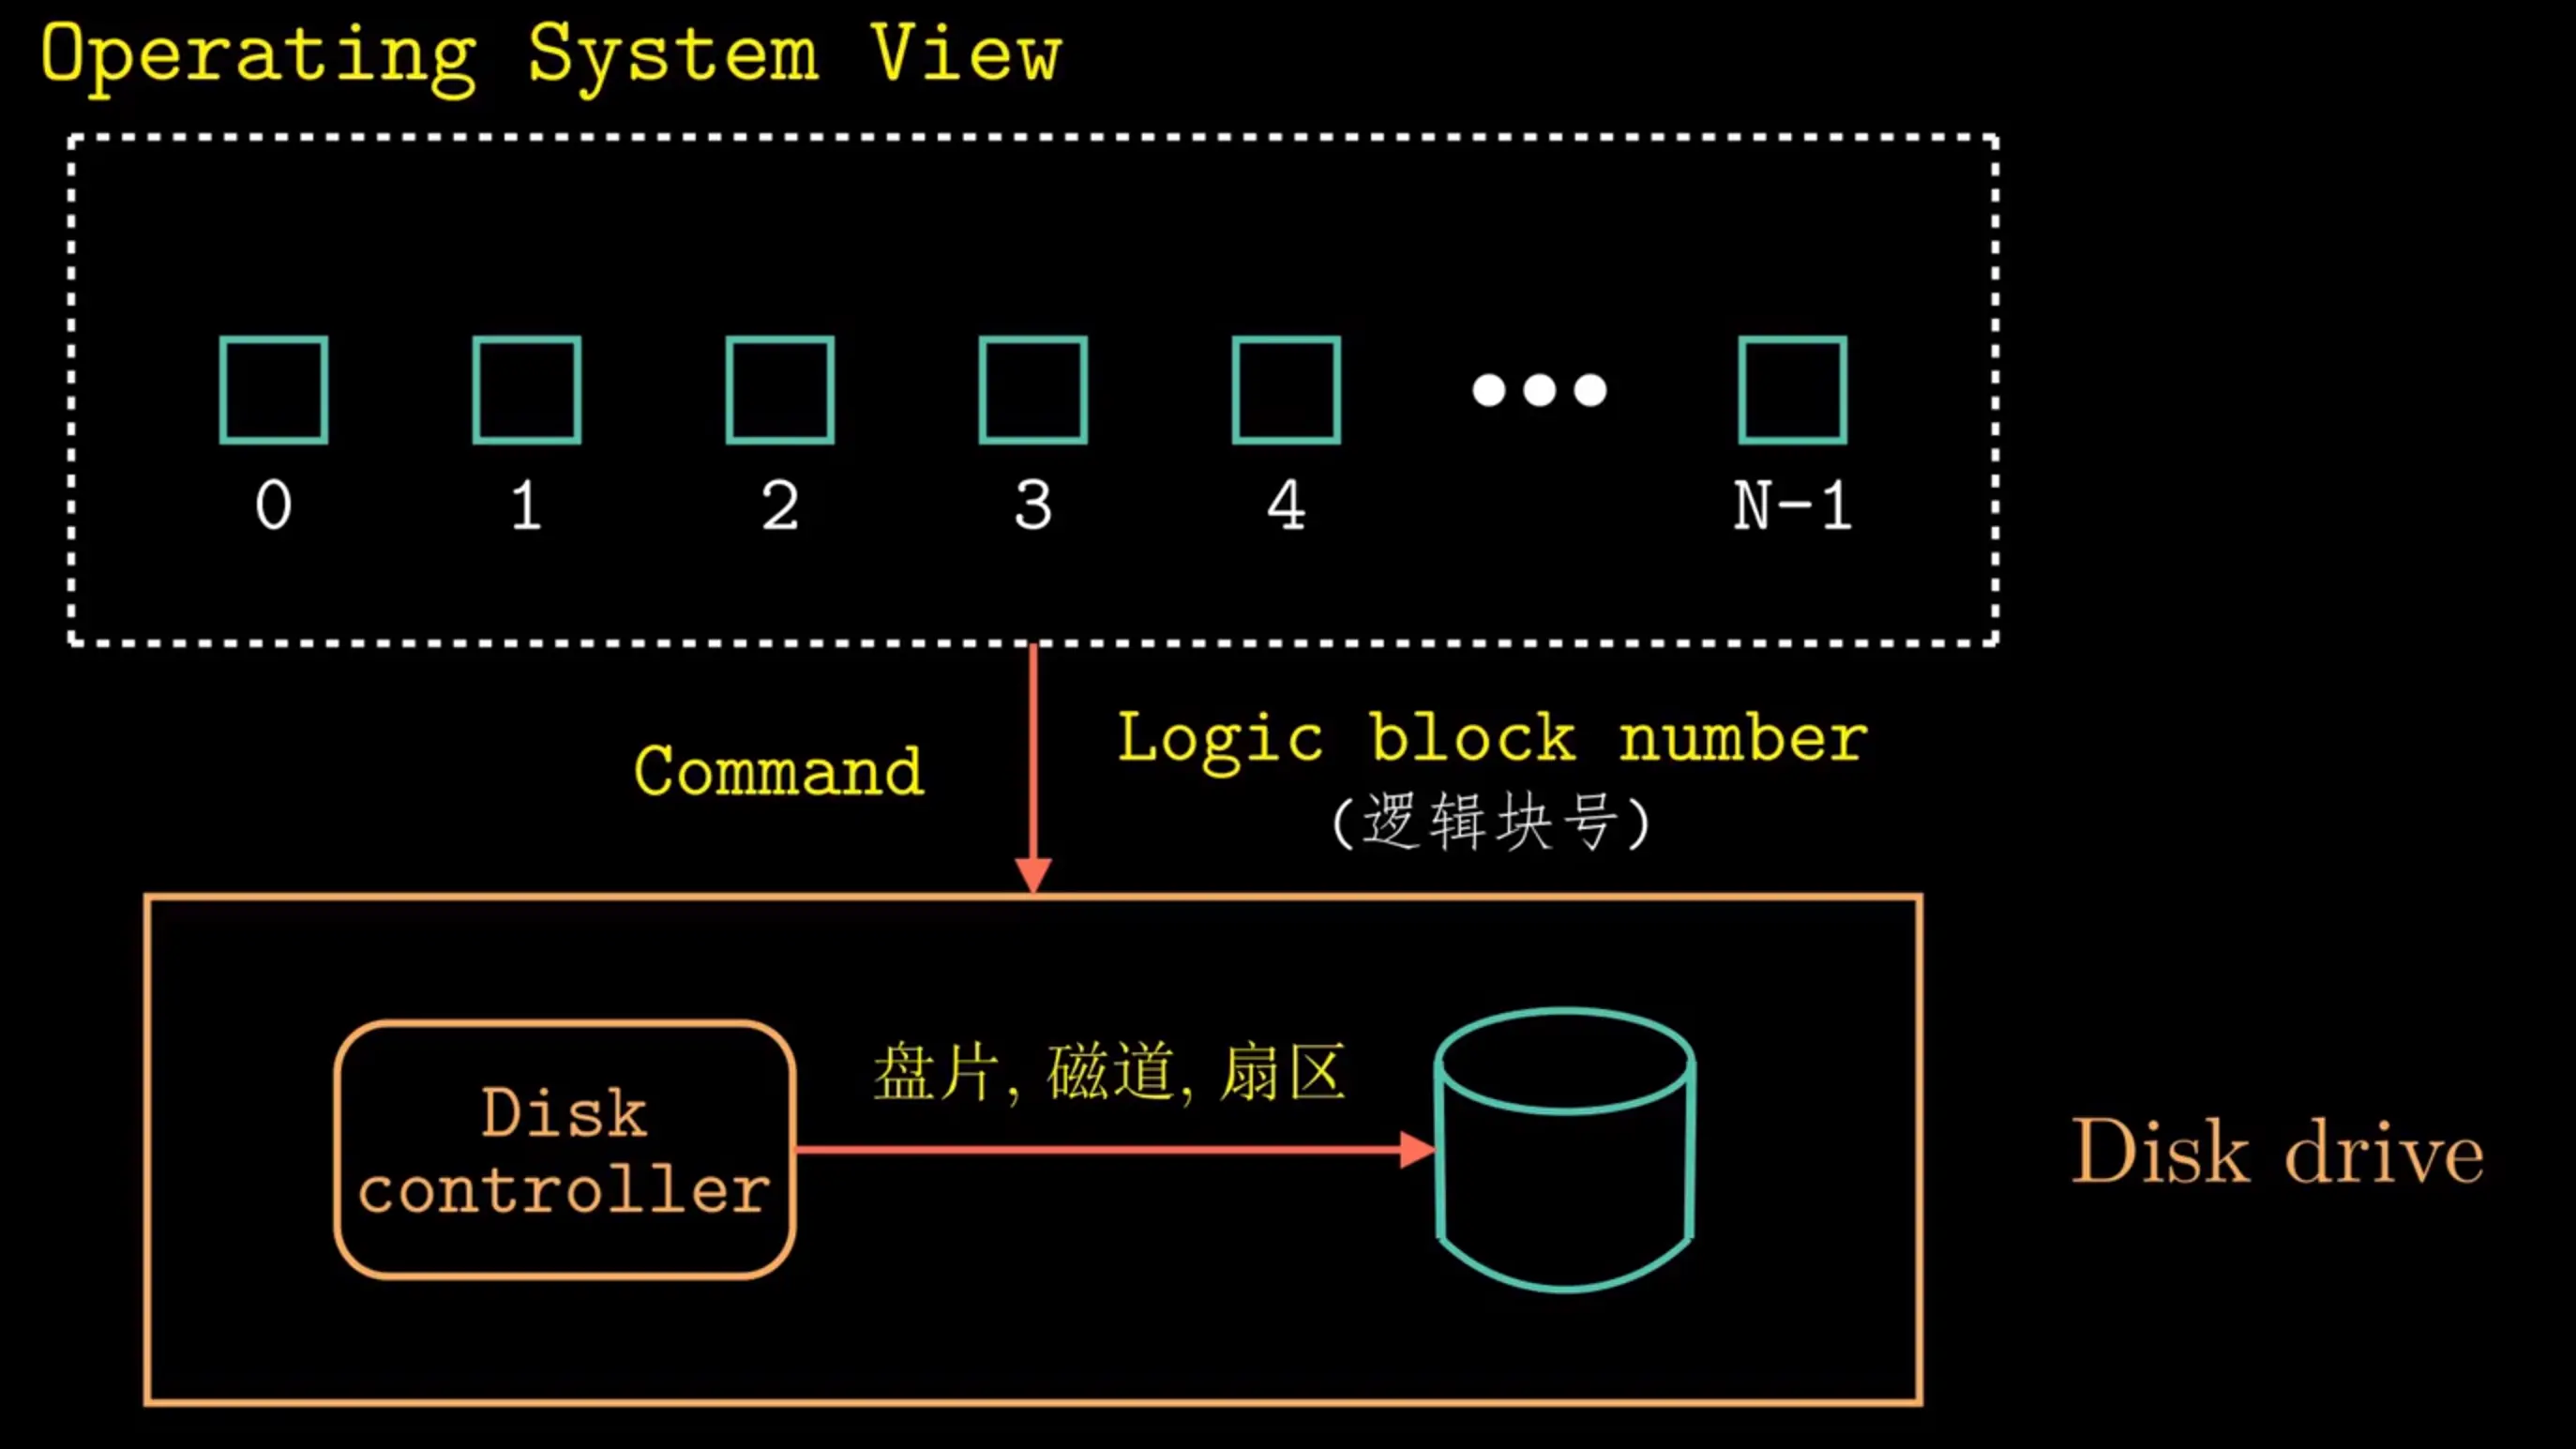 Operating System View
0 1 2 3 4 N-1
Command
Logic block number
(逻辑块号)
盘片, 磁道, 扇区
Disk
controller
Disk drive